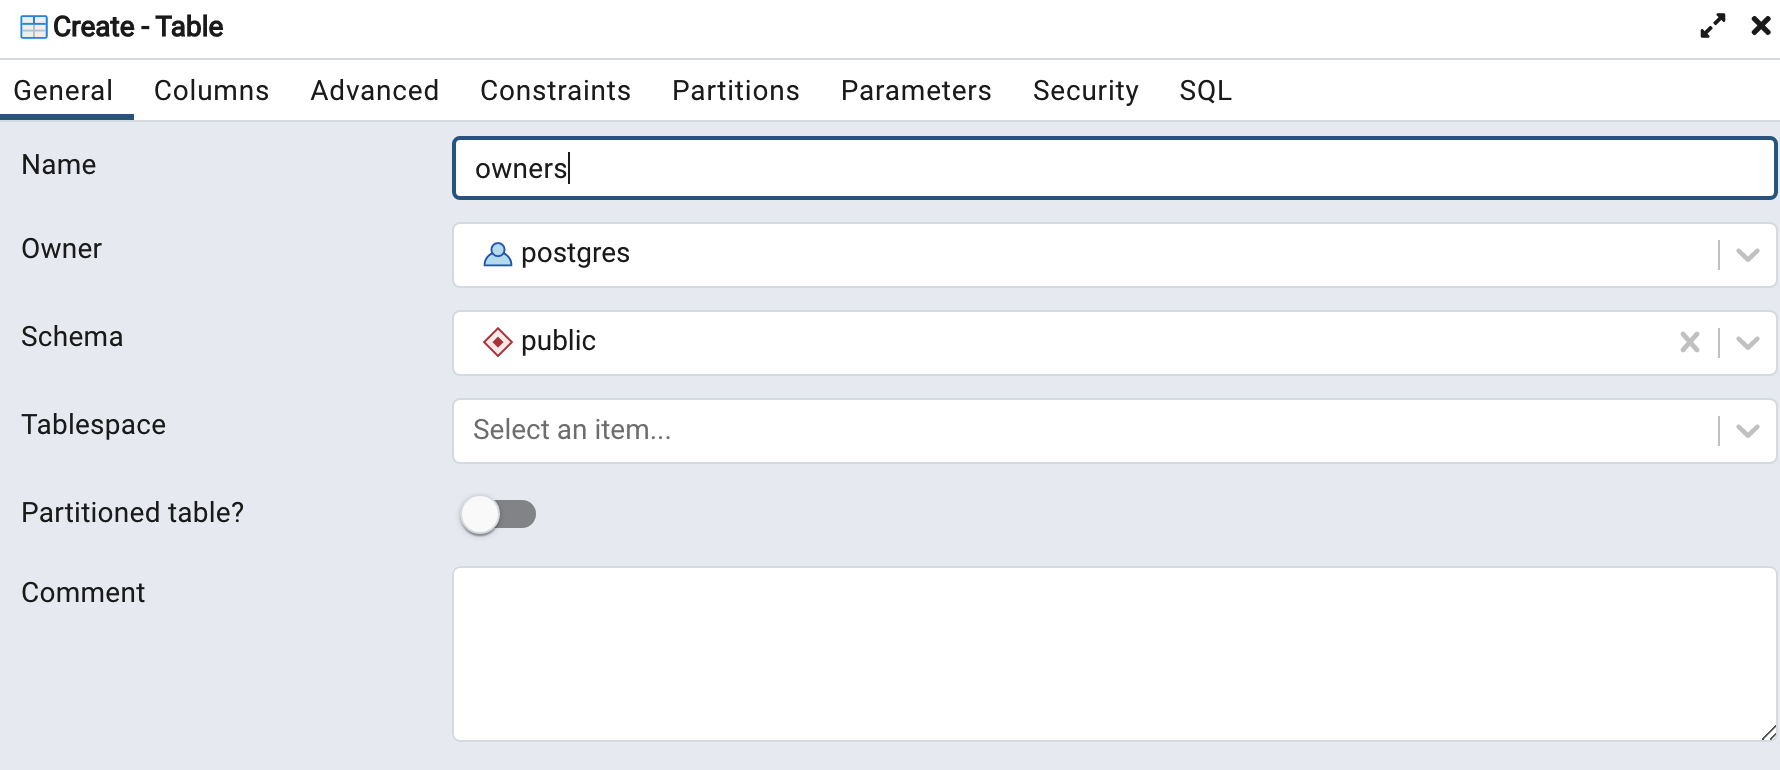 Create - Table
General Columns Advanced Constraints Partitions Parameters Security SQL
Name owners
Owner postgres
Schema public
Tablespace Select an item...
Partitioned table?
Comment